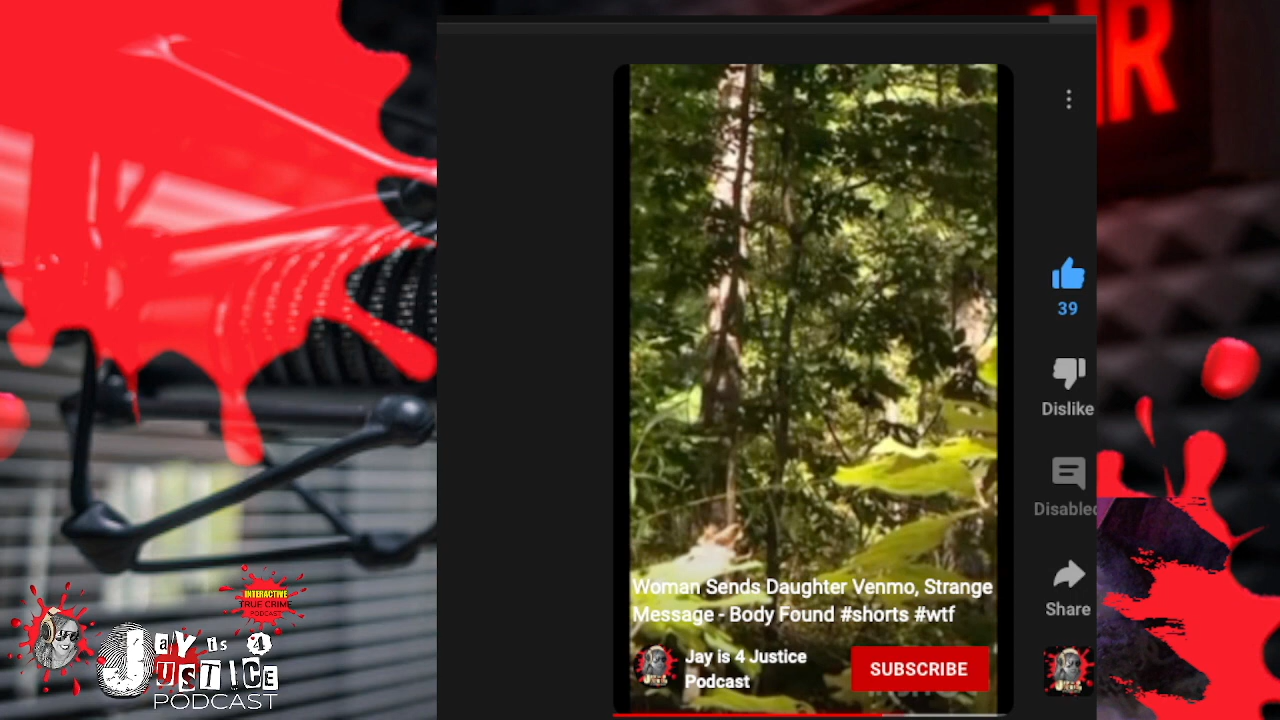 39
Dislike
Disabled
Woman Sends Daughter Venmo, Strange
Message - Body Found #shorts #wtf
Share
Jay is 4 Justice
Podcast
SUBSCRIBE
INTERACTIVE
TRUE CRIME
PODCAST
Jay is 4
Justice
PODCAST